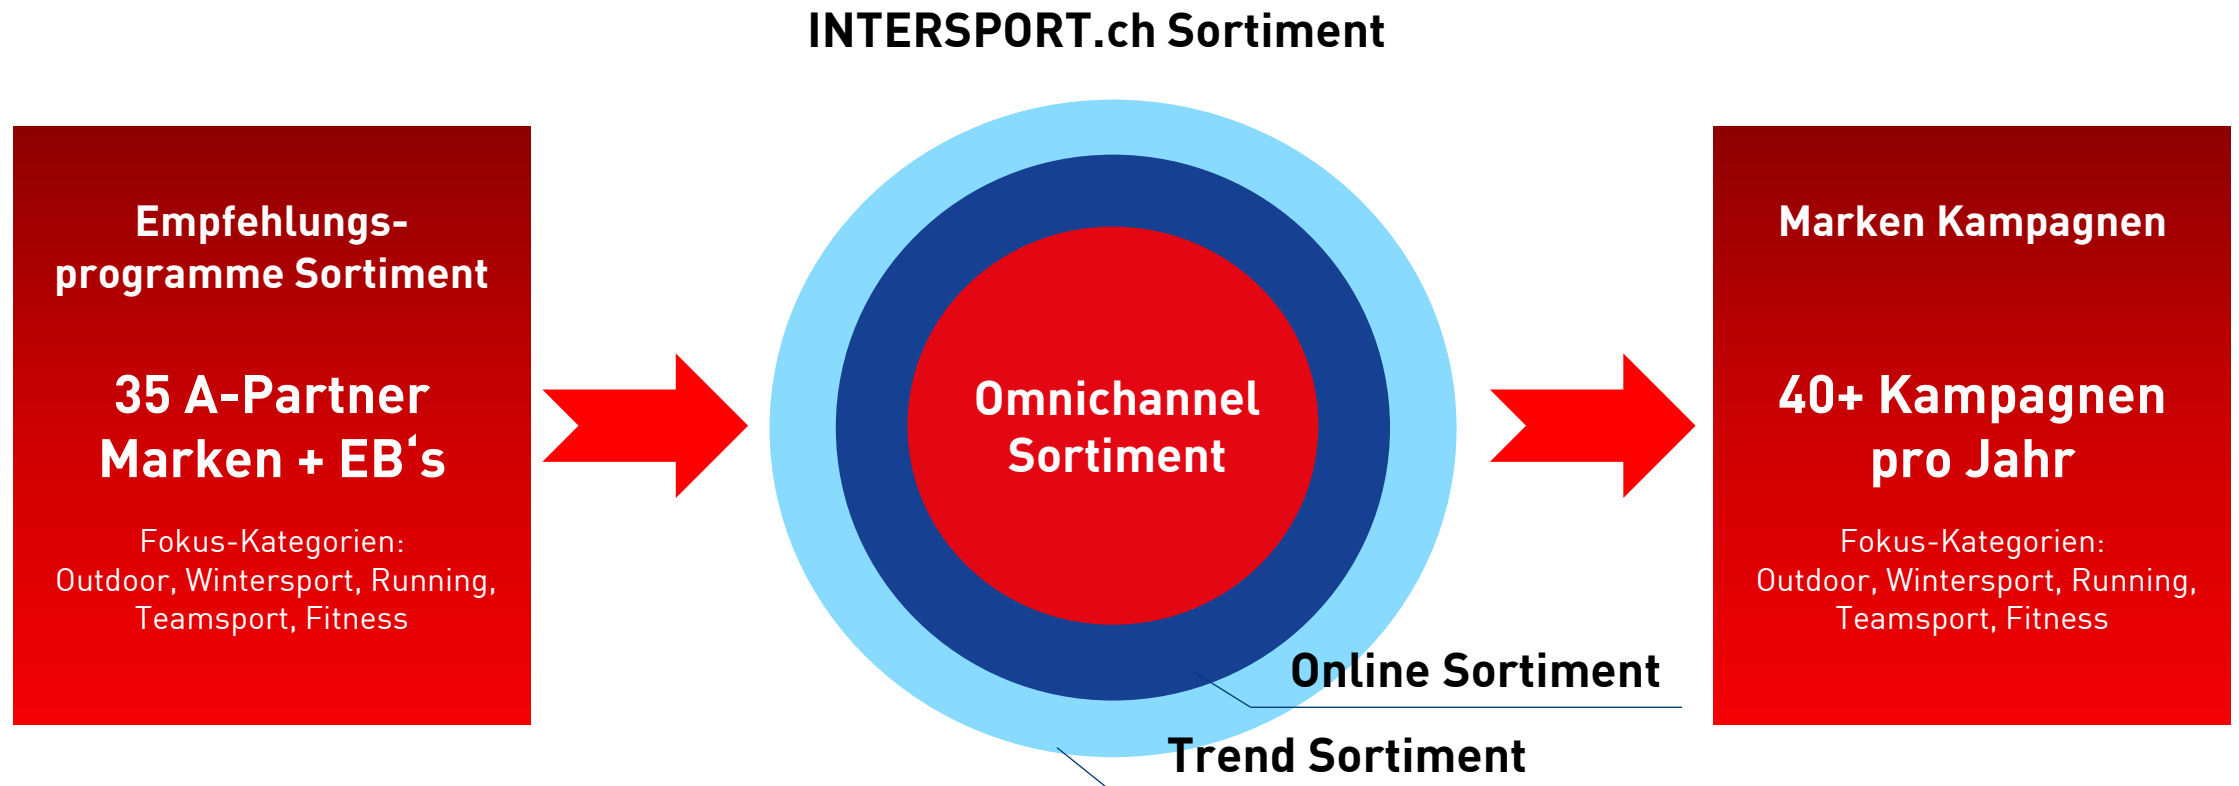 INTERSPORT.ch Sortiment
Empfehlungs-
programme Sortiment
35 A-Partner
Marken + EB‘s
Fokus-Kategorien:
Outdoor, Wintersport, Running,
Teamsport, Fitness
Omnichannel
Sortiment
Online Sortiment
Trend Sortiment
Marken Kampagnen
40+ Kampagnen
pro Jahr
Fokus-Kategorien:
Outdoor, Wintersport, Running,
Teamsport, Fitness